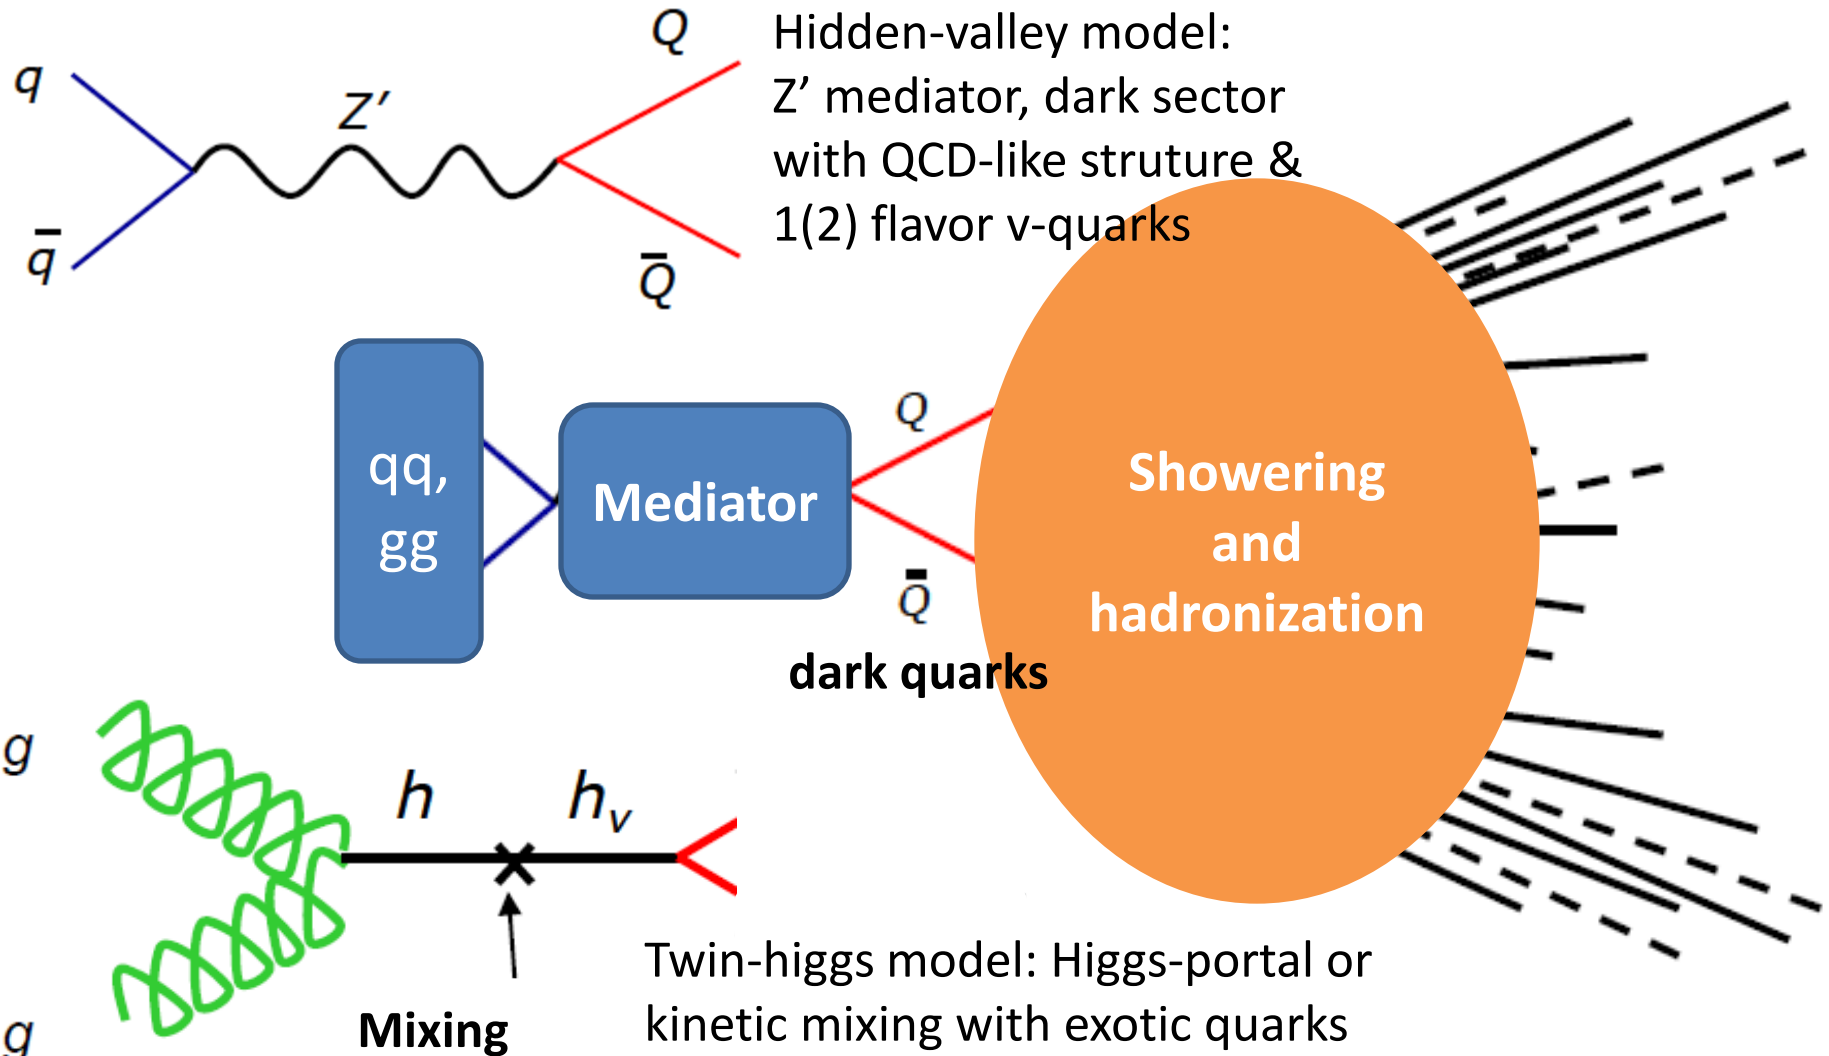 Q
Hidden-valley model:
q
Z'
Z’ mediator, dark sector
with QCD-like struture &
1(2) flavor v-quarks
q̄
Q̄
qq,
gg
Mediator
Q
Q̄
dark quarks
Showering
and
hadronization
g
h
hᵥ
g
Mixing
Twin-higgs model: Higgs-portal or
kinetic mixing with exotic quarks